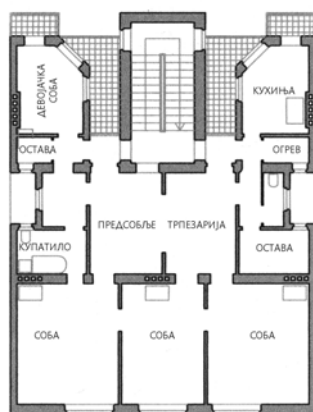 ДЕВОЈАЧКА
СОБА
КУХИЊА
ОСТАВА
ОГРЕВ
ПРЕДСОБЉЕ
ТРПЕЗАРИЈА
КУПАТИЛО
ОСТАВА
СОБА
СОБА
СОБА